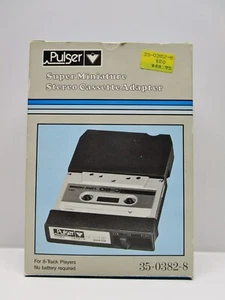 Pulser
35-0382-8
Super Miniature
Stereo Cassette Adapter
For 8-Track Players
No battery required
35-0382-8